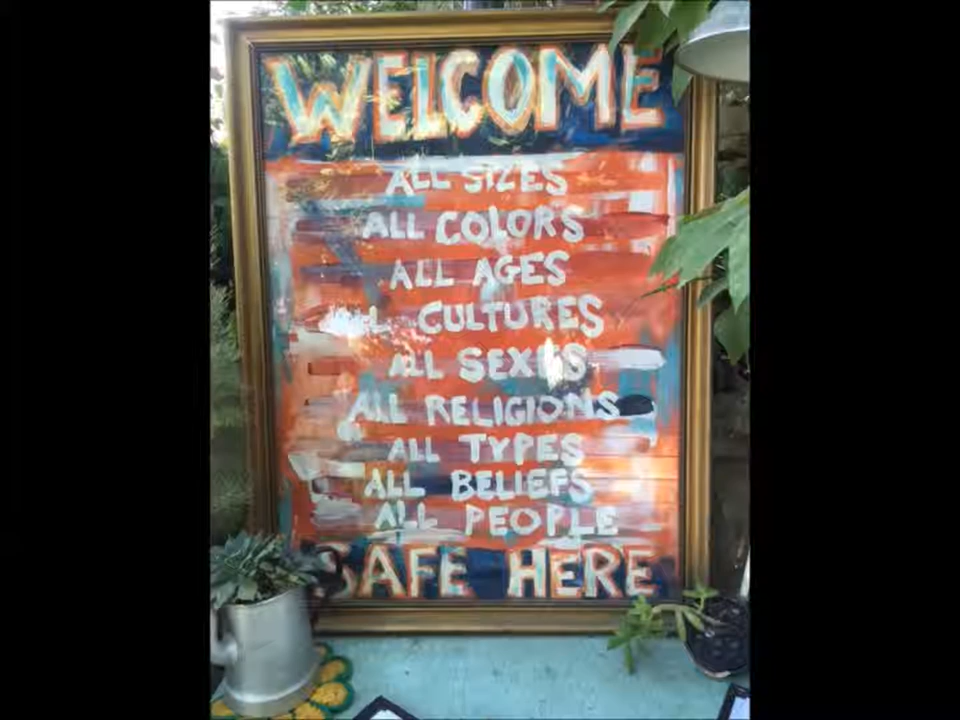 WELCOME
ALL SIZES
ALL COLORS
ALL AGES
ALL CULTURES
ALL SEXES
ALL RELIGIONS
ALL TYPES
ALL BELIEFS
ALL PEOPLE
SAFE HERE